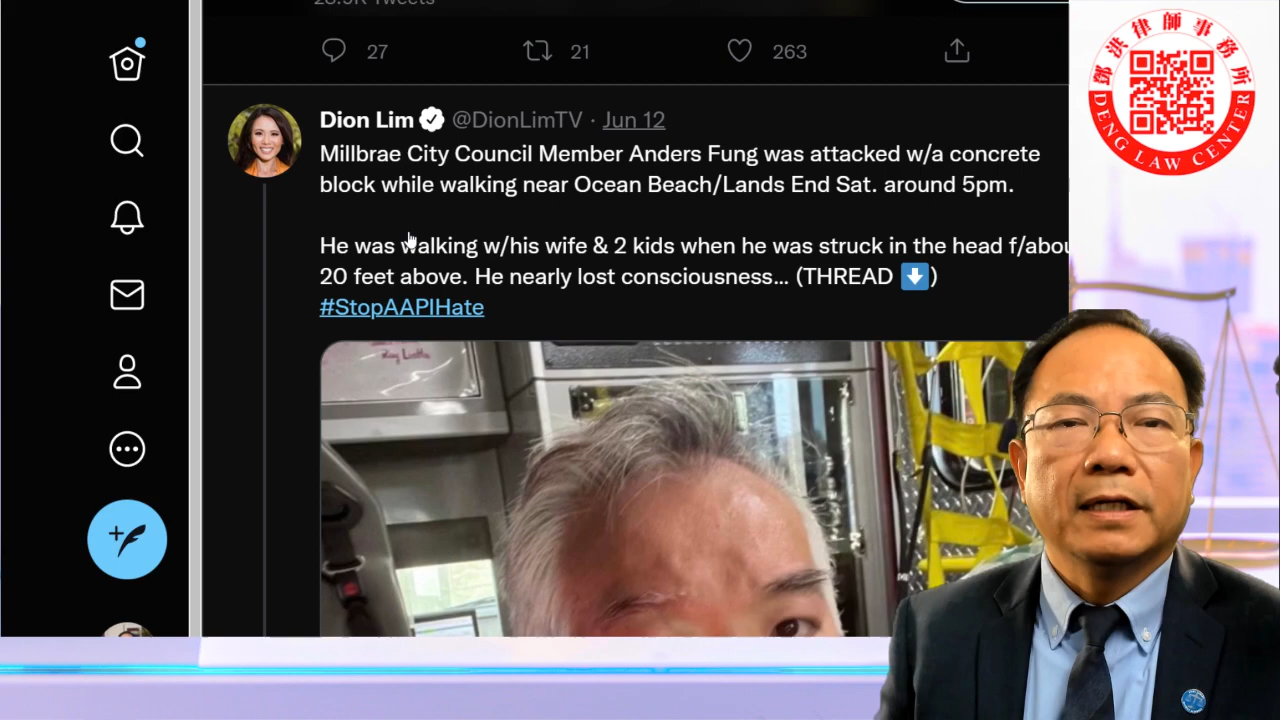 28.9K Tweets
27 21 263
Dion Lim @DionLimTV · Jun 12
Millbrae City Council Member Anders Fung was attacked w/a concrete
block while walking near Ocean Beach/Lands End Sat. around 5pm.
He was walking w/his wife & 2 kids when he was struck in the head f/abou
20 feet above. He nearly lost consciousness... (THREAD ⬇)
#StopAAPIHate
鄧洪律師事務所
DENG LAW CENTER